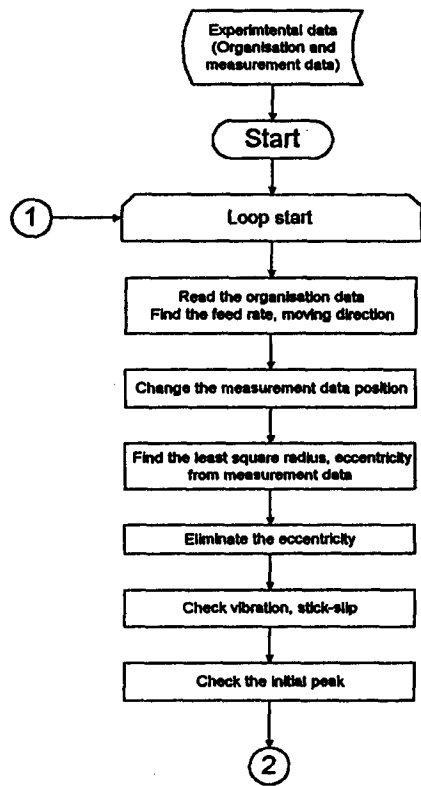 Experimtental data
(Organisation and
measurement data)
Start
1
Loop start
Read the organisation data
Find the feed rate, moving direction
Change the measurement data position
Find the least square radius, eccentricity
from measurement data
Eliminate the eccentricity
Check vibration, stick-slip
Check the initial peak
2